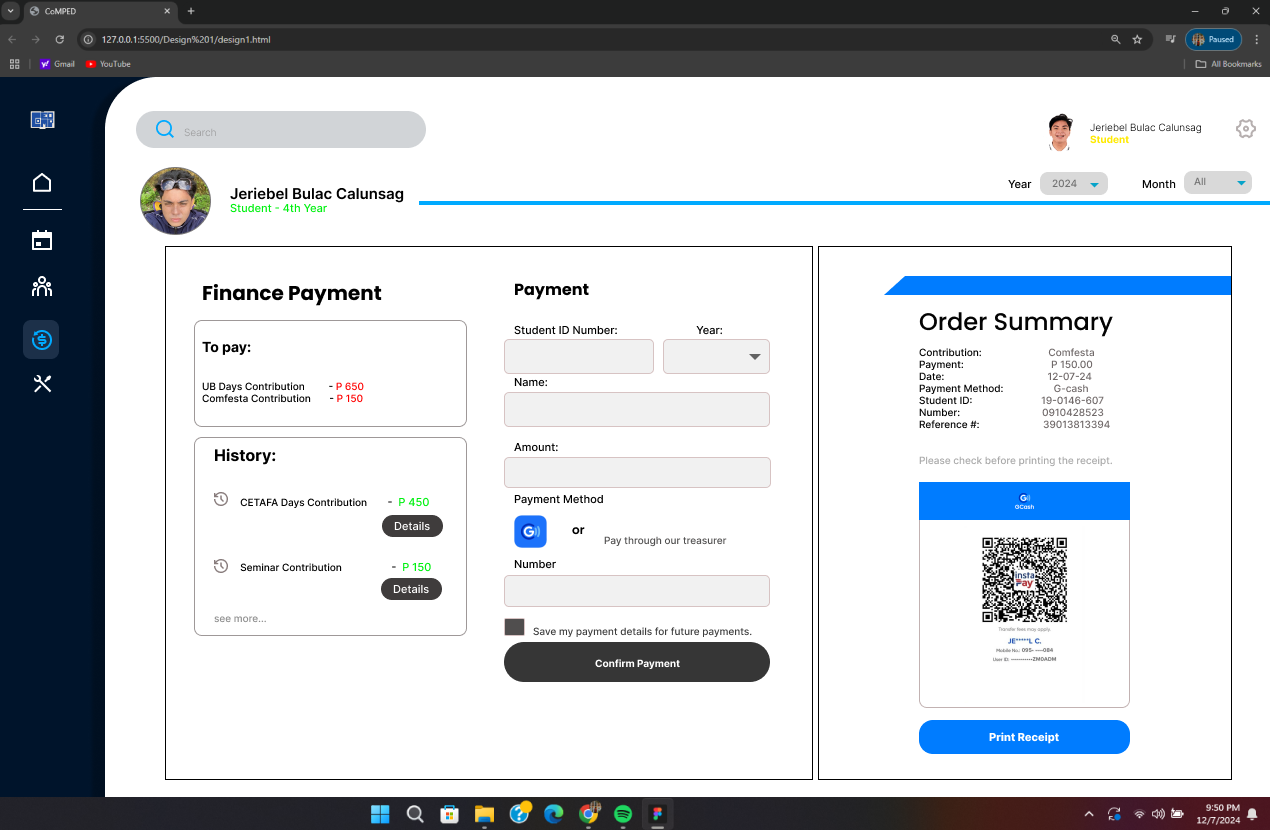 CoMPED
127.0.0.1:5500/Design%201/design1.html
Paused
Gmail
YouTube
All Bookmarks
Search
Jeriebel Bulac Calunsag
Student
Jeriebel Bulac Calunsag
Student - 4th Year
Year
2024
Month
All
Finance Payment
To pay:
UB Days Contribution - P 650
Comfesta Contribution - P 150
History:
CETAFA Days Contribution - P 450
Details
Seminar Contribution - P 150
Details
see more...
Payment
Student ID Number:
Year:
Name:
Amount:
Payment Method
or
Pay through our treasurer
Number
Save my payment details for future payments.
Confirm Payment
Order Summary
Contribution: Comfesta
Payment: P 150.00
Date: 12-07-24
Payment Method: G-cash
Student ID: 19-0146-607
Number: 0910428523
Reference #: 39013813394
Please check before printing the receipt.
GCash
insta
Pay
Transfer fees may apply.
JE*****L C.
Mobile No.: 095- ----084
User ID: ------------ZM0ADM
Print Receipt
9:50 PM
12/7/2024